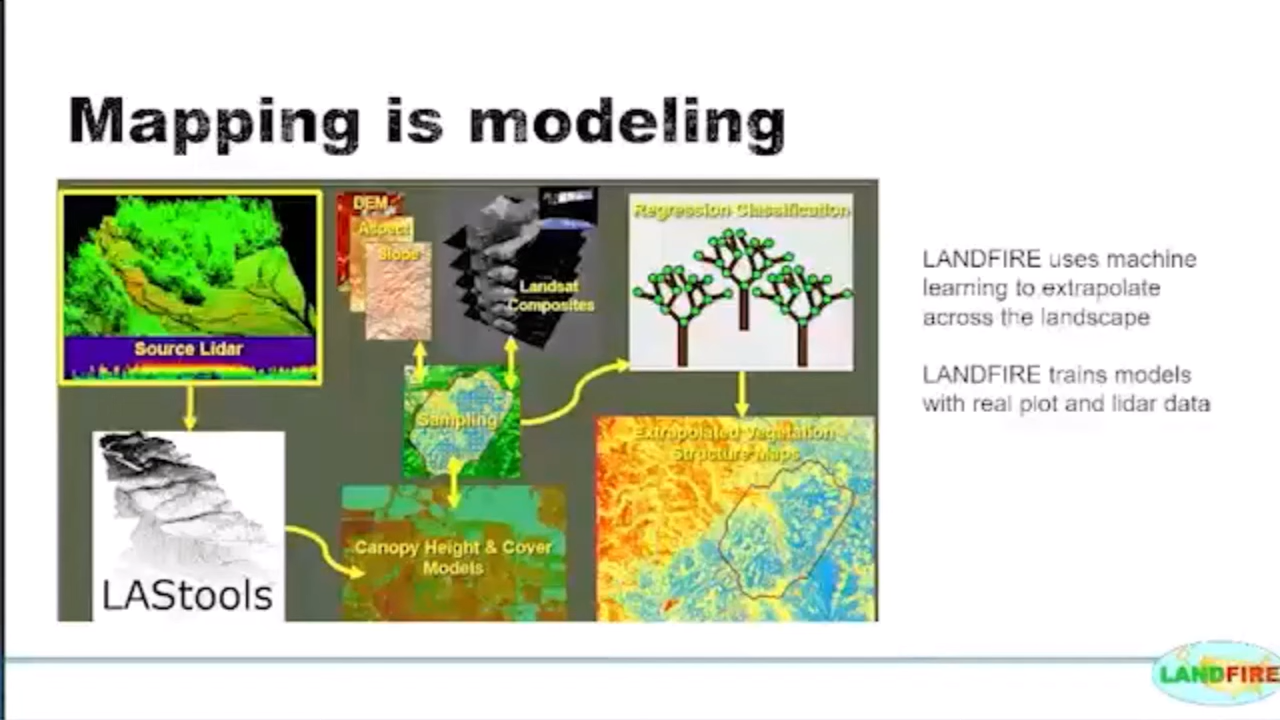 Mapping is modeling
Source Lidar
DEM
Aspect
Slope
Landsat
Composites
Regression Classification
Sampling
LAStools
Canopy Height & Cover
Models
Extrapolated Vegetation
Structure Maps
LANDFIRE uses machine
learning to extrapolate
across the landscape
LANDFIRE trains models
with real plot and lidar data
LANDFIRE